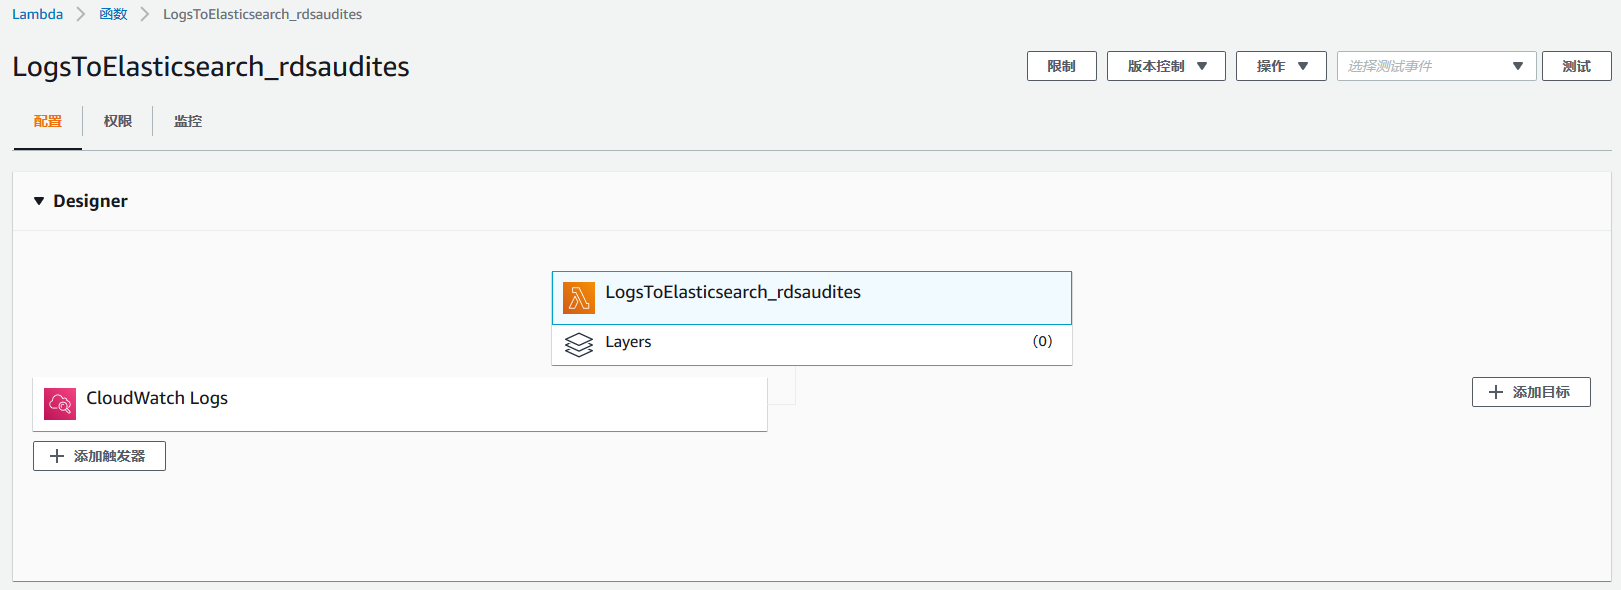 Lambda 函数 LogsToElasticsearch_rdsaudites
LogsToElasticsearch_rdsaudites
限制 版本控制 操作 选择测试事件 测试
配置 权限 监控
Designer
LogsToElasticsearch_rdsaudites
Layers (0)
CloudWatch Logs
添加目标
添加触发器